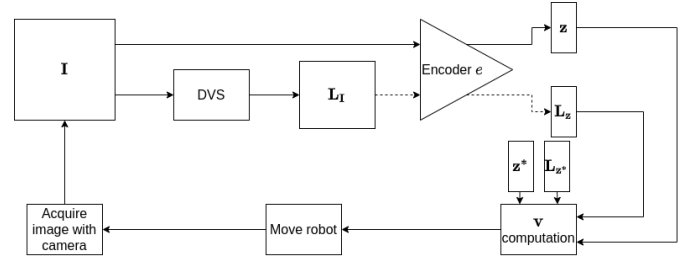 z
I
Encoder e
DVS
L_I
L_z
z* L_z*
Acquire
image with
camera
Move robot
v
computation